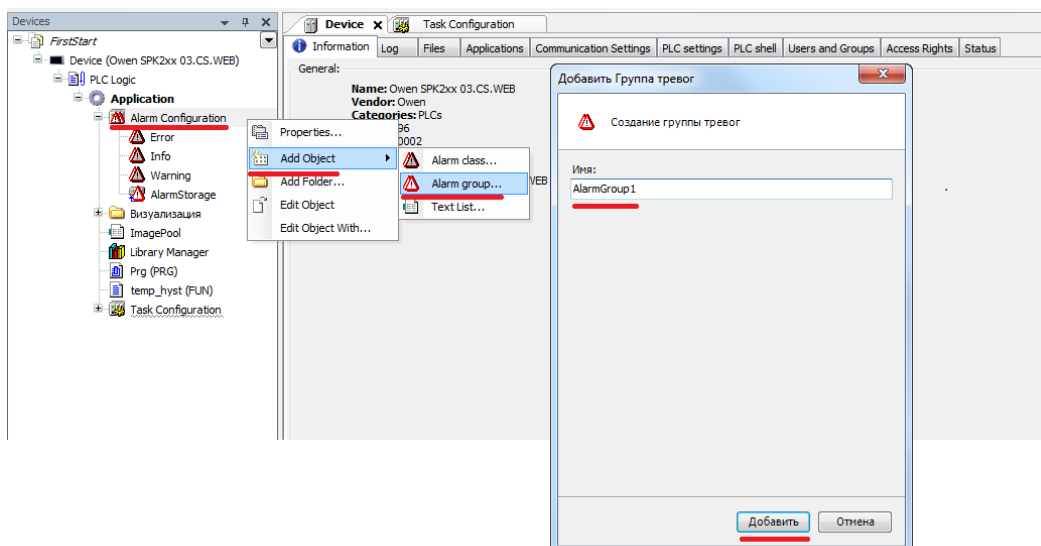 Devices
FirstStart
Device (Owen SPK2xx 03.CS.WEB)
PLC Logic
Application
Alarm Configuration
Error
Info
Warning
AlarmStorage
Визуализация
ImagePool
Library Manager
Prg (PRG)
temp_hyst (FUN)
Task Configuration
Properties...
Add Object
Add Folder...
Edit Object
Edit Object With...
Alarm class...
Alarm group...
Text List...
Device
Task Configuration
Information Log Files Applications Communication Settings PLC settings PLC shell Users and Groups Access Rights Status
General:
Name: Owen SPK2xx 03.CS.WEB
Vendor: Owen
Categories: PLCs
96
0002
WEB
Добавить Группа тревог
Создание группы тревог
Имя:
AlarmGroup1
Добавить Отмена